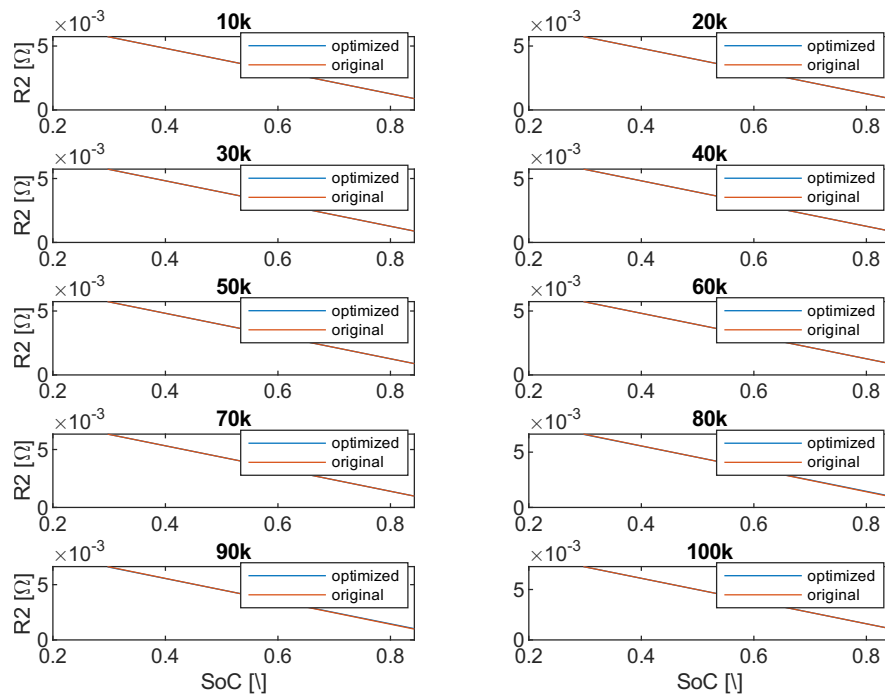 10k
×10-3
5
R2 [Ω]
0
0.2 0.4 0.6 0.8
optimized
original
20k
×10-3
5
0
0.2 0.4 0.6 0.8
optimized
original
30k
×10-3
5
R2 [Ω]
0
0.2 0.4 0.6 0.8
optimized
original
40k
×10-3
5
0
0.2 0.4 0.6 0.8
optimized
original
50k
×10-3
5
R2 [Ω]
0
0.2 0.4 0.6 0.8
optimized
original
60k
×10-3
5
0
0.2 0.4 0.6 0.8
optimized
original
70k
×10-3
5
R2 [Ω]
0
0.2 0.4 0.6 0.8
optimized
original
80k
×10-3
5
0
0.2 0.4 0.6 0.8
optimized
original
90k
×10-3
5
R2 [Ω]
0
0.2 0.4 0.6 0.8
optimized
original
SoC [\]
100k
×10-3
5
0
0.2 0.4 0.6 0.8
optimized
original
SoC [\]